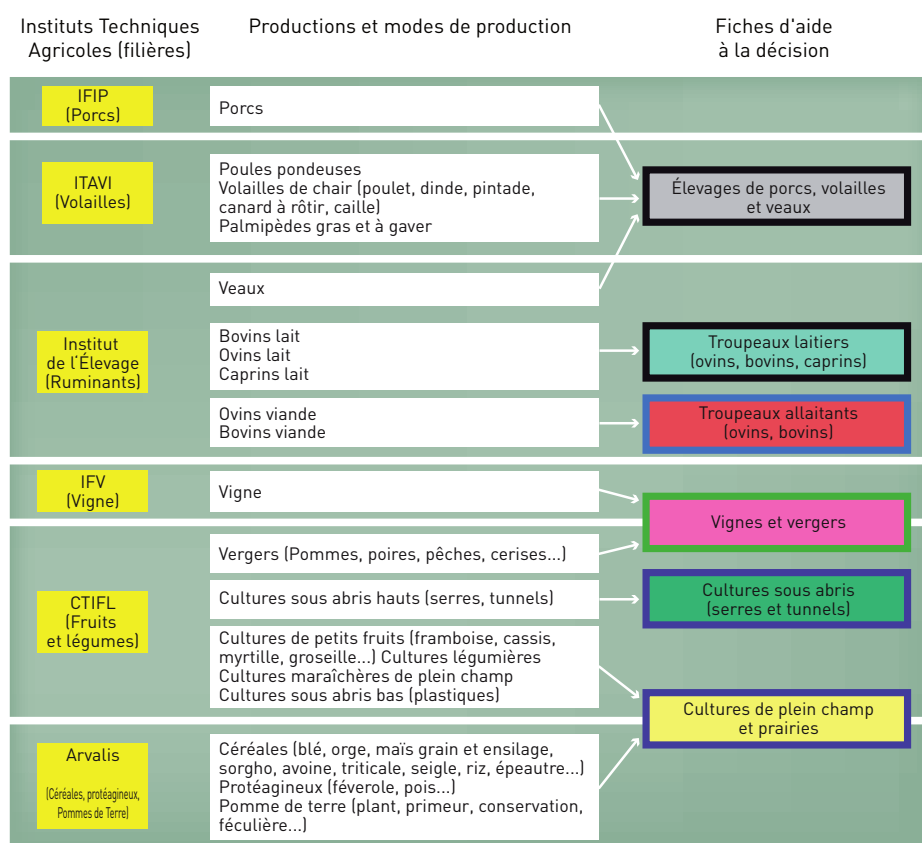 Instituts Techniques
Agricoles (filières)
Productions et modes de production
Fiches d'aide
à la décision
IFIP
(Porcs)
Porcs
ITAVI
(Volailles)
Poules pondeuses
Volailles de chair (poulet, dinde, pintade,
canard à rôtir, caille)
Palmipèdes gras et à gaver
Élevages de porcs, volailles
et veaux
Veaux
Institut
de l'Élevage
(Ruminants)
Bovins lait
Ovins lait
Caprins lait
Troupeaux laitiers
(ovins, bovins, caprins)
Ovins viande
Bovins viande
Troupeaux allaitants
(ovins, bovins)
IFV
(Vigne)
Vigne
Vignes et vergers
Vergers (Pommes, poires, pêches, cerises...)
CTIFL
(Fruits
et légumes)
Cultures sous abris hauts (serres, tunnels)
Cultures sous abris
(serres et tunnels)
Cultures de petits fruits (framboise, cassis,
myrtille, groseille...) Cultures légumières
Cultures maraîchères de plein champ
Cultures sous abris bas (plastiques)
Cultures de plein champ
et prairies
Arvalis
(Céréales, protéagineux,
Pommes de Terre)
Céréales (blé, orge, maïs grain et ensilage,
sorgho, avoine, triticale, seigle, riz, épeautre...)
Protéagineux (féverole, pois...)
Pomme de terre (plant, primeur, conservation,
féculière...)